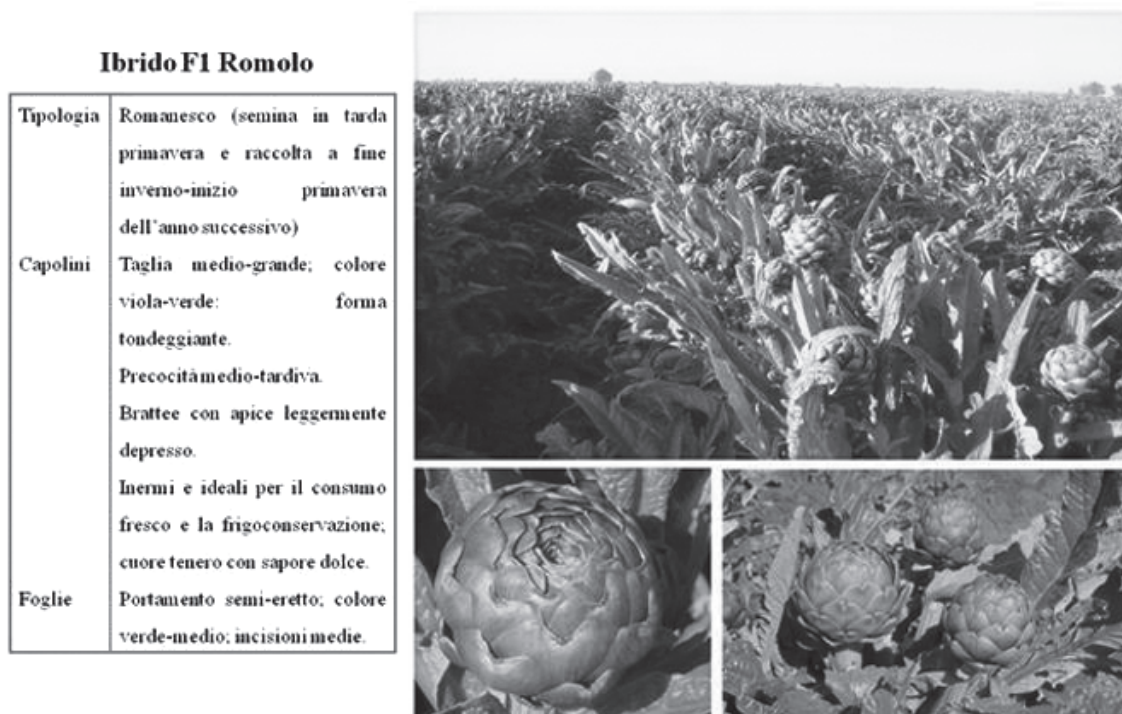 Ibrido F1 Romolo
Tipologia Romanesco (semina in tarda
primavera e raccolta a fine
inverno-inizio primavera
dell'anno successivo)
Capolini Taglia medio-grande; colore
viola-verde: forma
tondeggiante.
Precocità medio-tardiva.
Brattee con apice leggermente
depresso.
Inermi e ideali per il consumo
fresco e la frigoconservazione;
cuore tenero con sapore dolce.
Foglie Portamento semi-eretto; colore
verde-medio; incisioni medie.